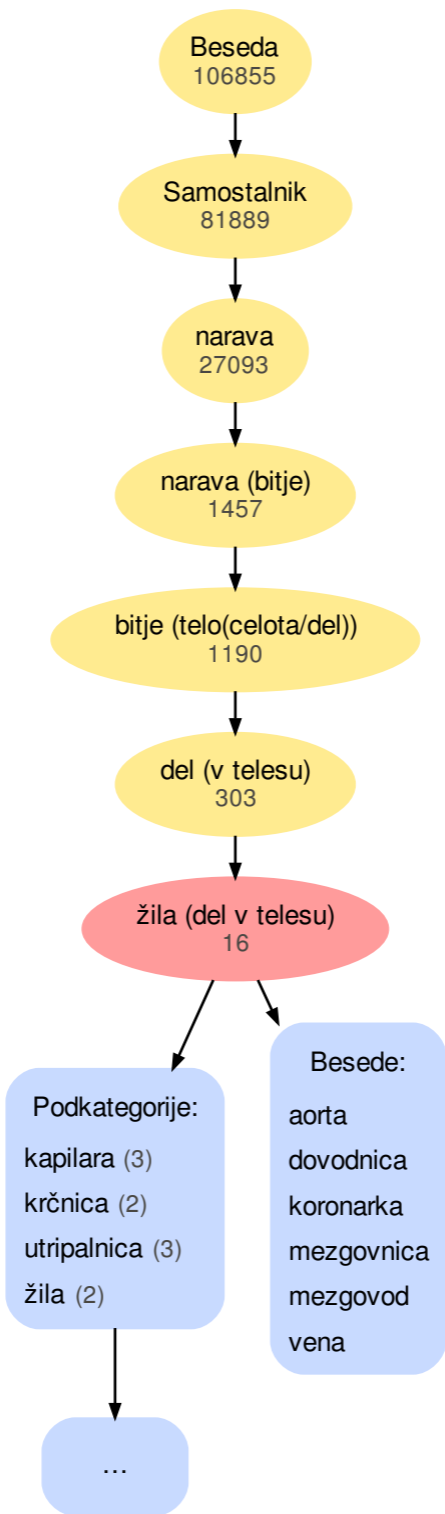 Beseda
106855
Samostalnik
81889
narava
27093
narava (bitje)
1457
bitje (telo(celota/del))
1190
del (v telesu)
303
žila (del v telesu)
16
Podkategorije:
kapilara (3)
krčnica (2)
utripalnica (3)
žila (2)
...
Besede:
aorta
dovodnica
koronarka
mezgovnica
mezgovod
vena